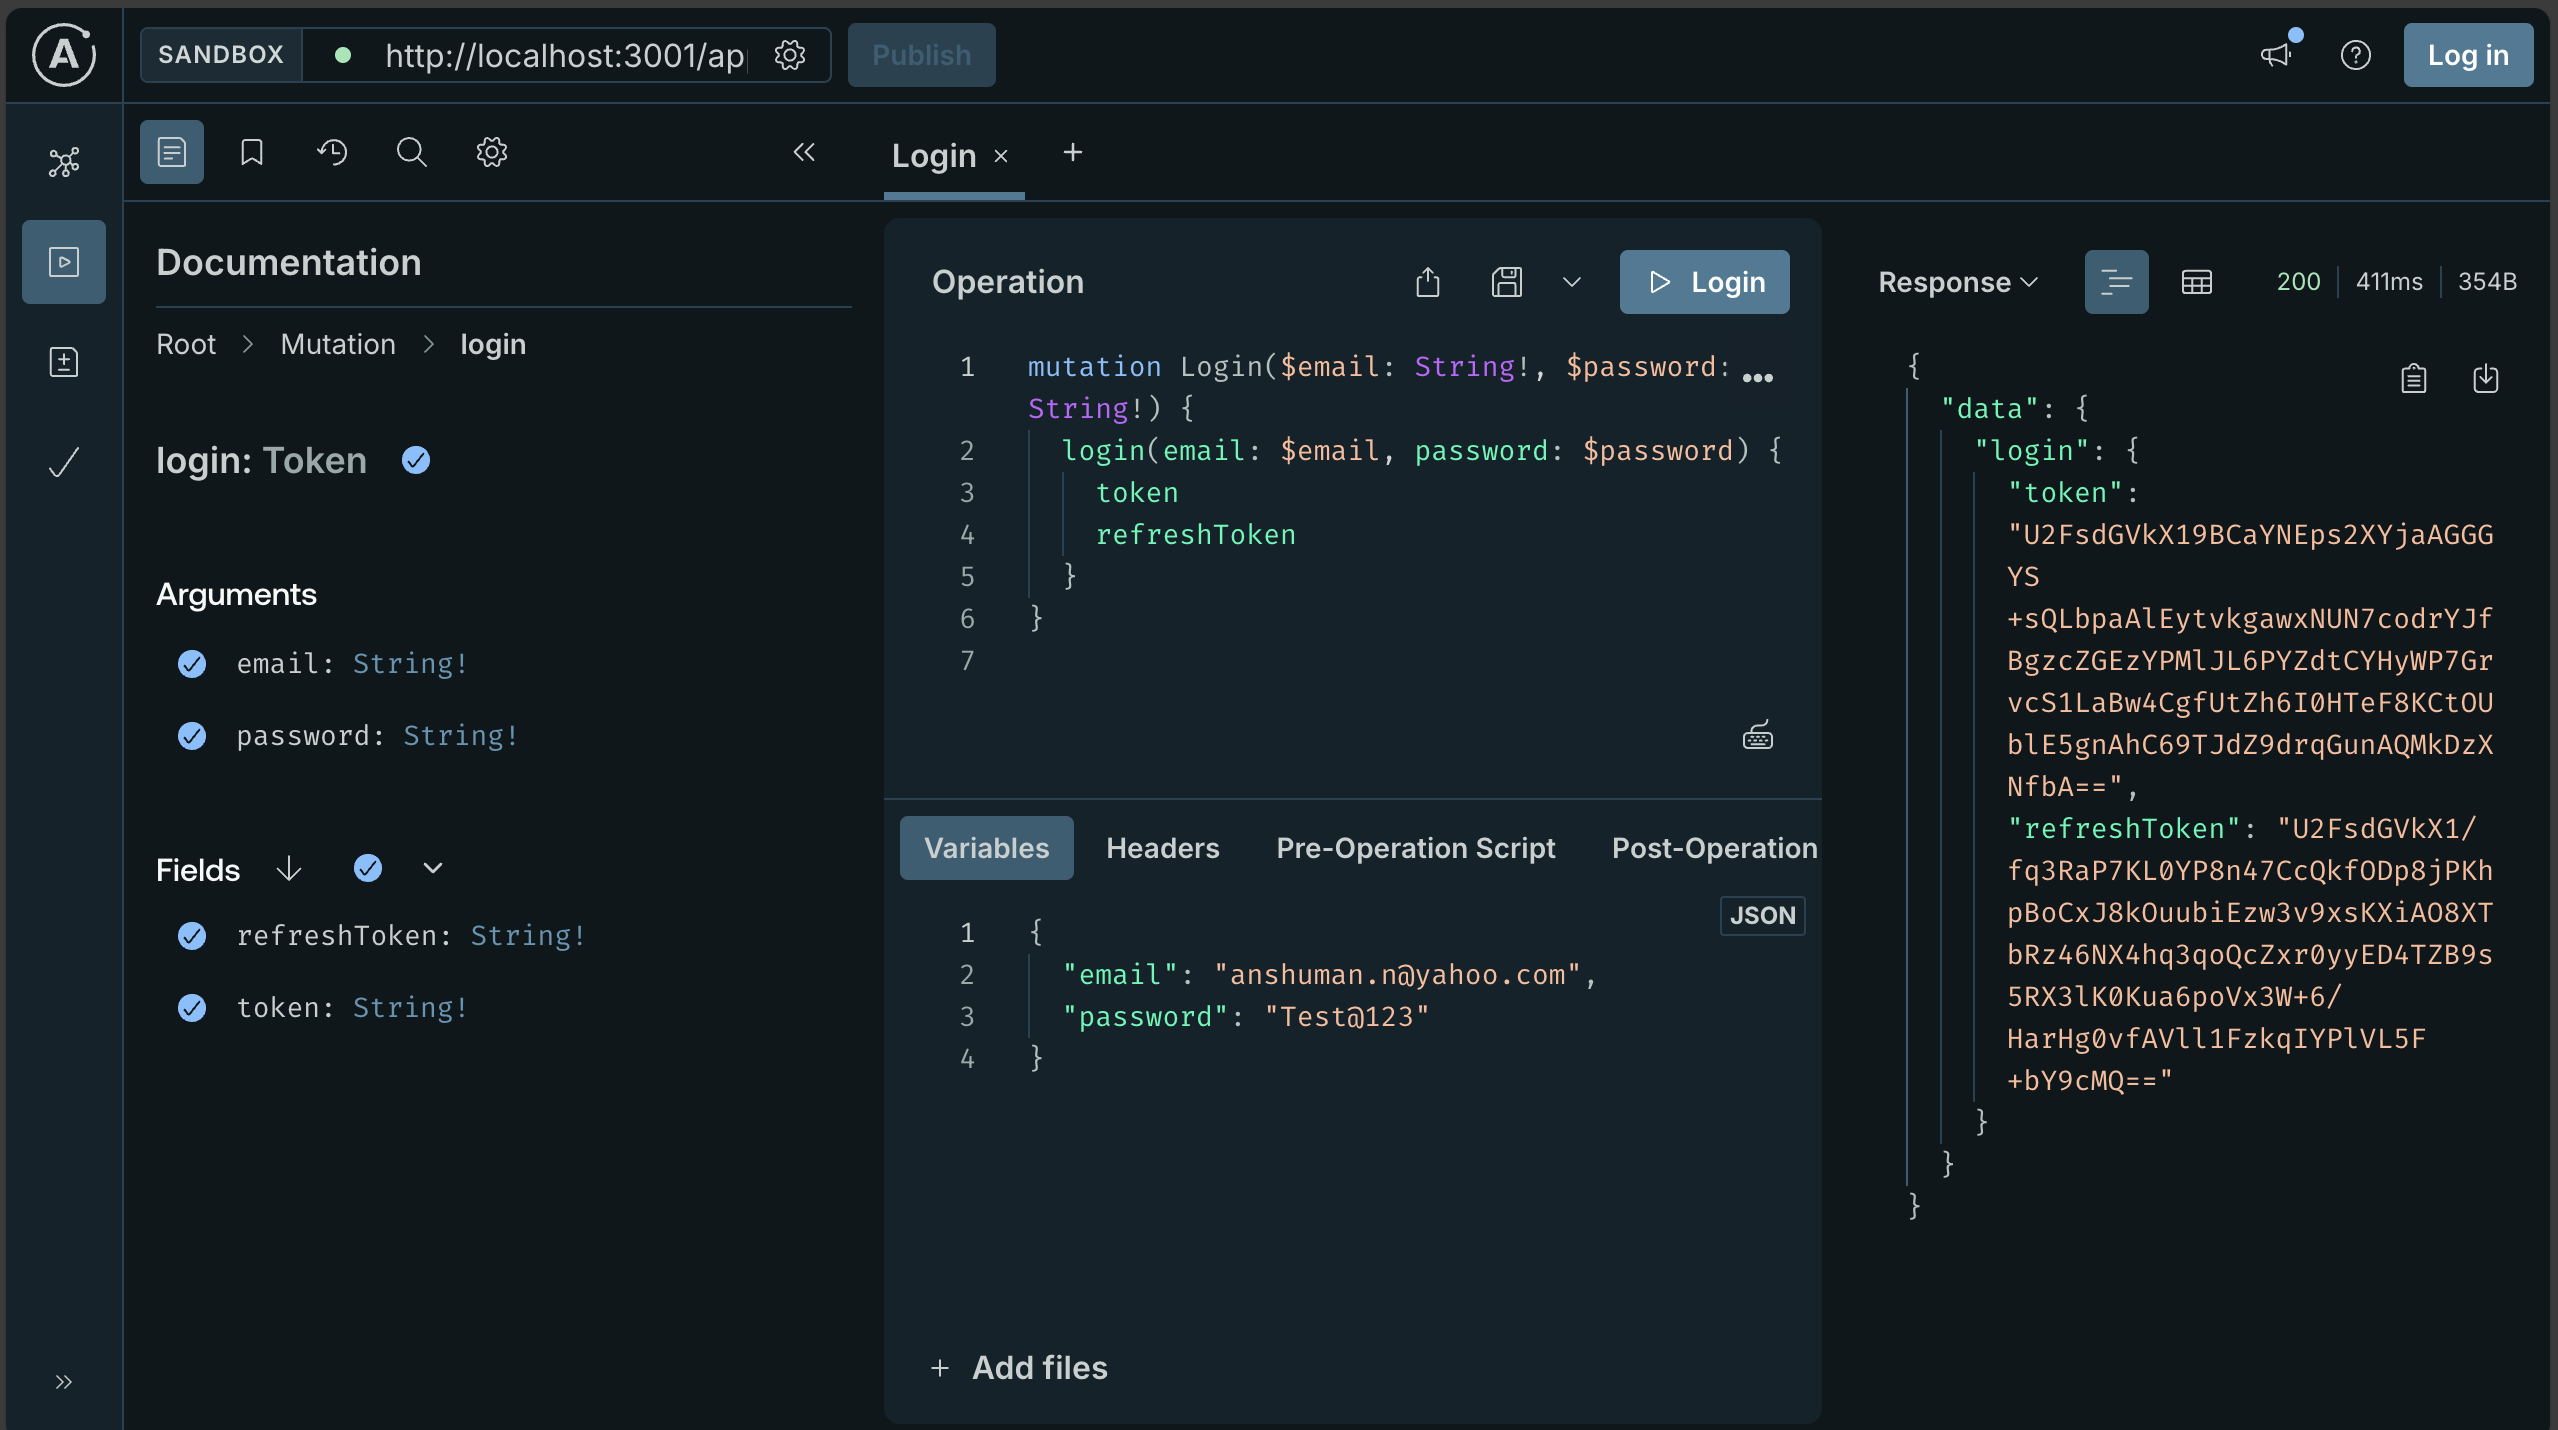 SANDBOX
http://localhost:3001/ap
Publish
Log in
Login
Documentation
Root > Mutation > login
login: Token
Arguments
email: String!
password: String!
Fields
refreshToken: String!
token: String!
Operation
Login
1 mutation Login($email: String!, $password:
String!) {
2 login(email: $email, password: $password) {
3 token
4 refreshToken
5 }
6 }
7
Variables
Headers
Pre-Operation Script
Post-Operation
JSON
1 {
2 "email": "anshuman.n@yahoo.com",
3 "password": "Test@123"
4 }
+ Add files
Response
200
411ms
354B
{
"data": {
"login": {
"token":
"U2FsdGVkX19BCaYNEps2XYjaAGGG
YS
+sQLbpaAlEytvkgawxNUN7codrYJf
BgzcZGEzYPMlJL6PYZdtCYHyWP7Gr
vcS1LaBw4CgfUtZh6I0HTeF8KCtOU
blE5gnAhC69TJdZ9drqGunAQMkDzX
NfbA==",
"refreshToken": "U2FsdGVkX1/
fq3RaP7KL0YP8n47CcQkfODp8jPKh
pBoCxJ8kOuubiEzw3v9xsKXiAO8XT
bRz46NX4hq3qoQcZxr0yyED4TZB9s
5RX3lK0Kua6poVx3W+6/
HarHg0vfAVll1FzkqIYPlVL5F
+bY9cMQ=="
}
}
}